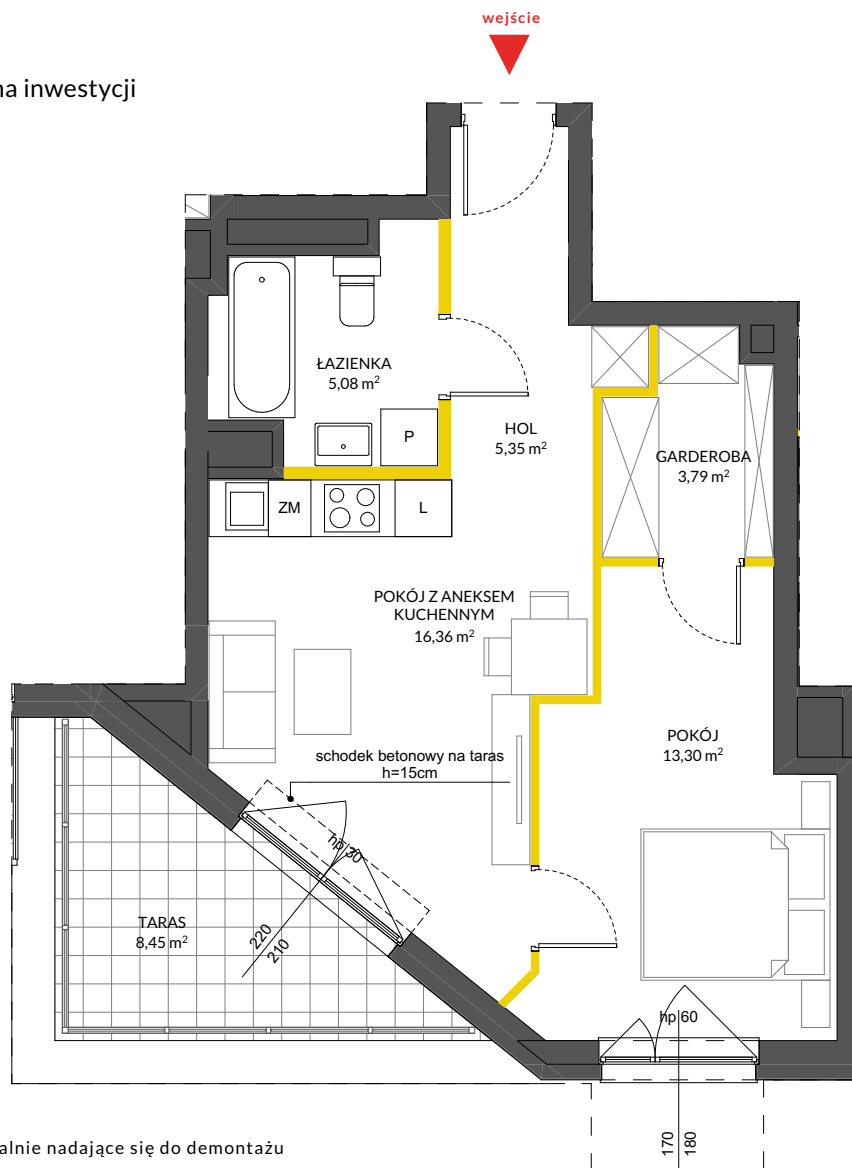 wejście
na inwestycji
ŁAZIENKA
5,08 m²
P
HOL
5,35 m²
GARDEROBA
3,79 m²
ZM
L
POKÓJ Z ANEKSEM
KUCHENNYM
16,36 m²
POKÓJ
13,30 m²
schodek betonowy na taras
h=15cm
hp 30
TARAS
8,45 m²
220
210
hp 60
170
180
alnie nadające się do demontażu